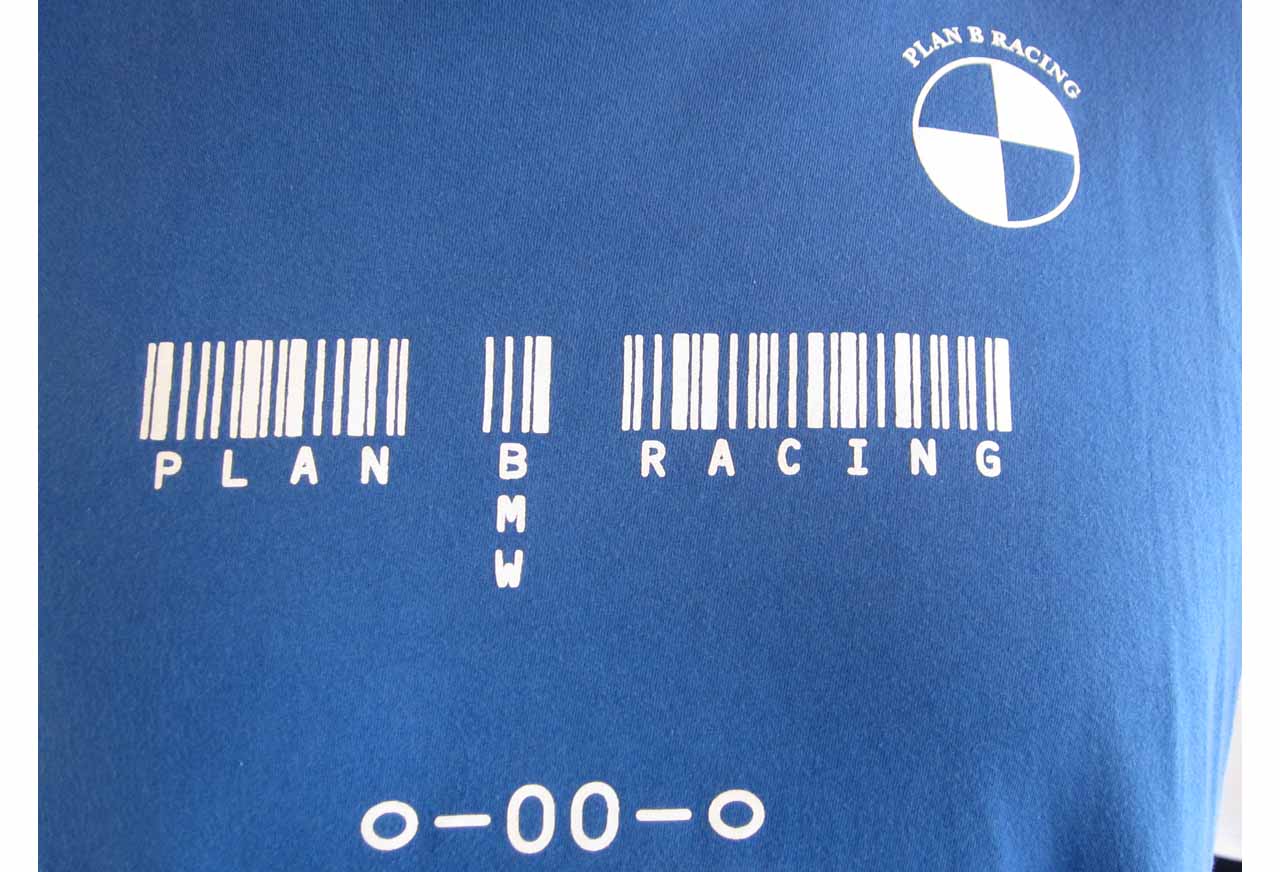 PLAN B RACING
PLAN B RACING
M
W
o-00-o